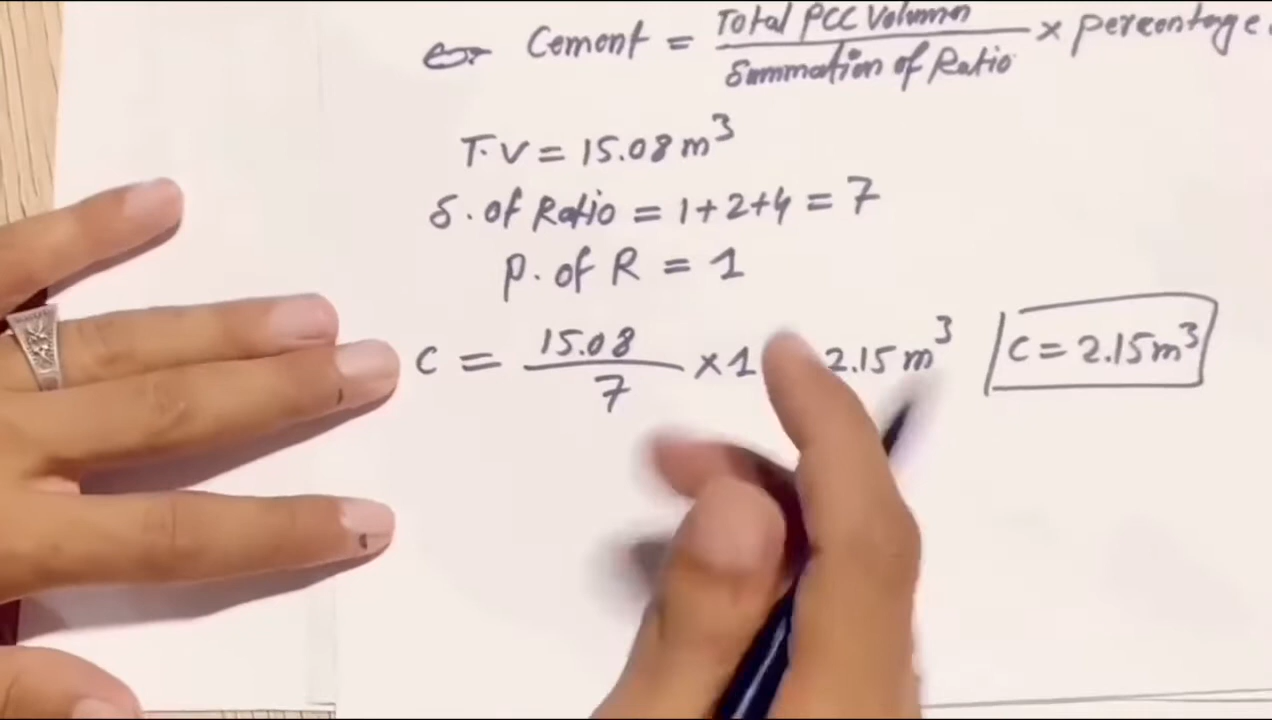 Cement = Total PCC Volume / Summation of Ratio × percentage.
T.V = 15.08 m³
S. of Ratio = 1+2+4 = 7
P. of R = 1
C = 15.08 / 7 ×1 2.15 m³
C = 2.15m³